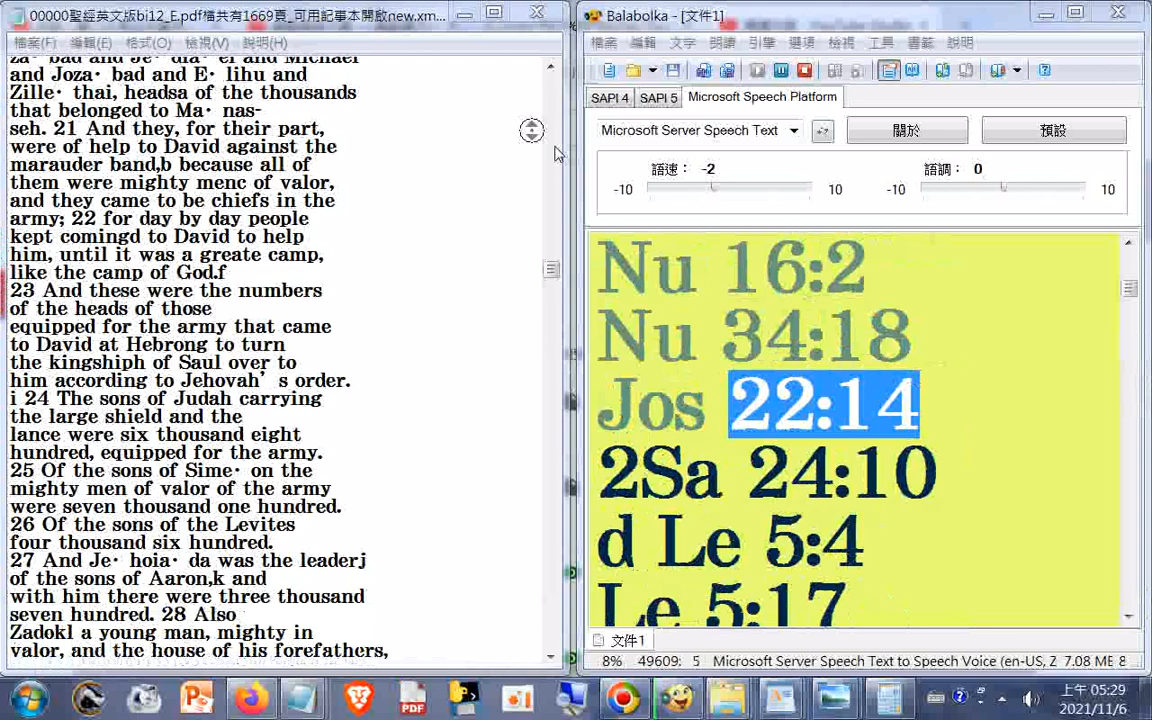 00000聖經英文版bi12_E.pdf檔共有1669頁_可用記事本開啟new.xm...
檔案(F) 編輯(E) 格式(O) 檢視(V) 說明(H)
za‧ bad and Je‧ dia‧ el and Michael
and Joza‧ bad and E‧ lihu and
Zille‧ thai, headsa of the thousands
that belonged to Ma‧ nas-
seh. 21 And they, for their part,
were of help to David against the
marauder band,b because all of
them were mighty menc of valor,
and they came to be chiefs in the
army; 22 for day by day people
kept comingd to David to help
him, until it was a greate camp,
like the camp of God.f
23 And these were the numbers
of the heads of those
equipped for the army that came
to David at Hebrong to turn
the kingshiph of Saul over to
him according to Jehovah’s order.
i 24 The sons of Judah carrying
the large shield and the
lance were six thousand eight
hundred, equipped for the army.
25 Of the sons of Sime‧ on the
mighty men of valor of the army
were seven thousand one hundred.
26 Of the sons of the Levites
four thousand six hundred.
27 And Je‧ hoia‧ da was the leaderj
of the sons of Aaron,k and
with him there were three thousand
seven hundred. 28 Also
Zadokl a young man, mighty in
valor, and the house of his forefathers,
Balabolka - [文件1]
檔案 編輯 文字 朗讀 引擎 選項 檢視 工具 書籤 說明
SAPI 4 SAPI 5 Microsoft Speech Platform
Microsoft Server Speech Text 關於 預設
語速: -2 語調: 0
-10 10 -10 10
Nu 16:2
Nu 34:18
Jos 22:14
2Sa 24:10
d Le 5:4
Le 5:17
文件1
8% 49609: 5 Microsoft Server Speech Text to Speech Voice (en-US, Z 7.08 MB 8
上午 05:29
2021/11/6